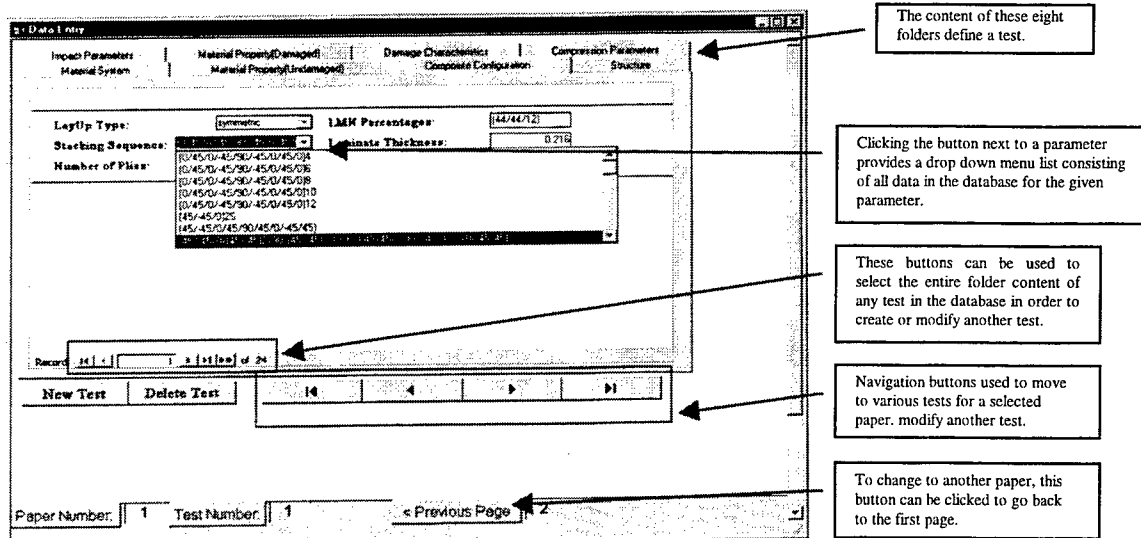 Data Entry
The content of these eight
folders define a test.
Impact Parameters | Material Property(Damaged) | Damage Characteristics | Compression Parameters
Material System | Material Property(Undamaged) | Composite Configuration | Structure
LayUp Type: symmetric LMN Percentages: [44/44/12]
Stacking Sequence: Laminate Thickness: 0.216
Number of Plies:
[0/45/0/-45/90/-45/0/45/0]4
[0/45/0/-45/90/-45/0/45/0]6
[0/45/0/-45/90/-45/0/45/0]8
[0/45/0/-45/90/-45/0/45/0]10
[0/45/0/-45/90/-45/0/45/0]12
[45/-45/0]2S
(45/-45/0/45/90/45/0/-45/45)
Clicking the button next to a parameter
provides a drop down menu list consisting
of all data in the database for the given
parameter.
These buttons can be used to
select the entire folder content of
any test in the database in order to
create or modify another test.
Record: 1 of 24
New Test Delete Test
Navigation buttons used to move
to various tests for a selected
paper. modify another test.
To change to another paper, this
button can be clicked to go back
to the first page.
Paper Number: 1 Test Number: 1 < Previous Page 2